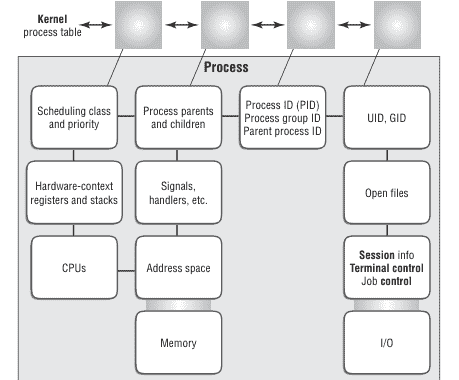 Kernel
process table
Process
Scheduling class
and priority
Process parents
and children
Process ID (PID)
Process group ID
Parent process ID
UID, GID
Hardware-context
registers and stacks
Signals,
handlers, etc.
Open files
CPUs
Address space
Session info
Terminal control
Job control
Memory
I/O